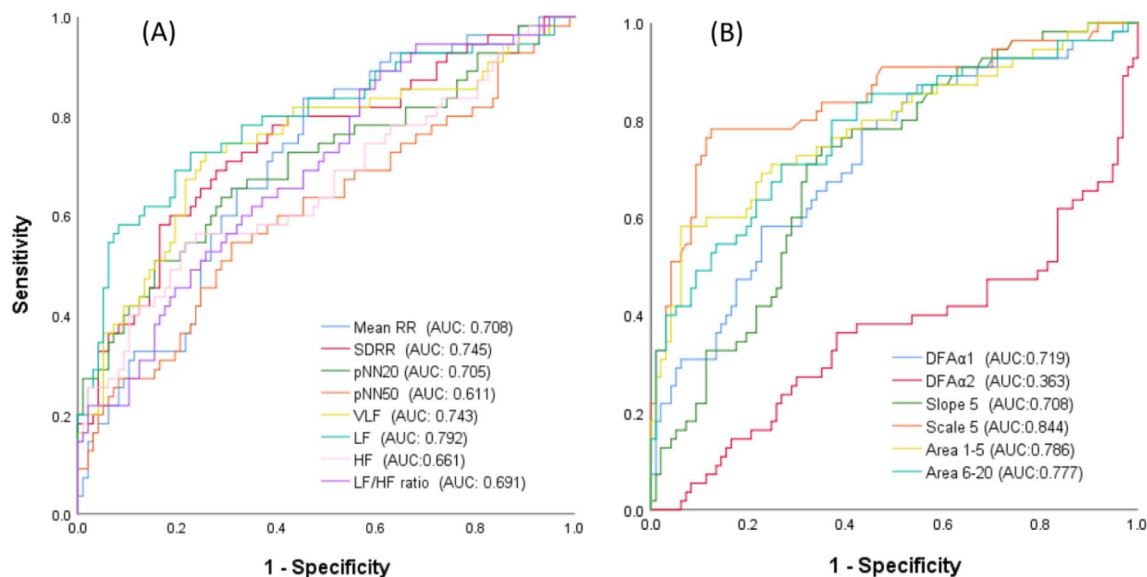 (A)
1.0
0.8
0.6
0.4
0.2
0.0
Sensitivity
Mean RR (AUC: 0.708)
SDRR (AUC: 0.745)
pNN20 (AUC: 0.705)
pNN50 (AUC: 0.611)
VLF (AUC: 0.743)
LF (AUC: 0.792)
HF (AUC:0.661)
LF/HF ratio (AUC: 0.691)
0.0 0.2 0.4 0.6 0.8 1.0
1 - Specificity
(B)
1.0
0.8
0.6
0.4
0.2
0.0
DFAα1 (AUC:0.719)
DFAα2 (AUC:0.363)
Slope 5 (AUC:0.708)
Scale 5 (AUC:0.844)
Area 1-5 (AUC:0.786)
Area 6-20 (AUC:0.777)
0.0 0.2 0.4 0.6 0.8 1.0
1 - Specificity